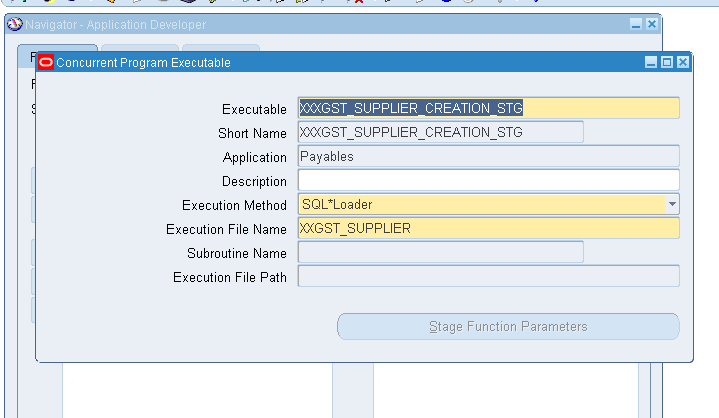 Navigator - Application Developer
Concurrent Program Executable
Executable XXXGST_SUPPLIER_CREATION_STG
Short Name XXXGST_SUPPLIER_CREATION_STG
Application Payables
Description
Execution Method SQL*Loader
Execution File Name XXGST_SUPPLIER
Subroutine Name
Execution File Path
Stage Function Parameters